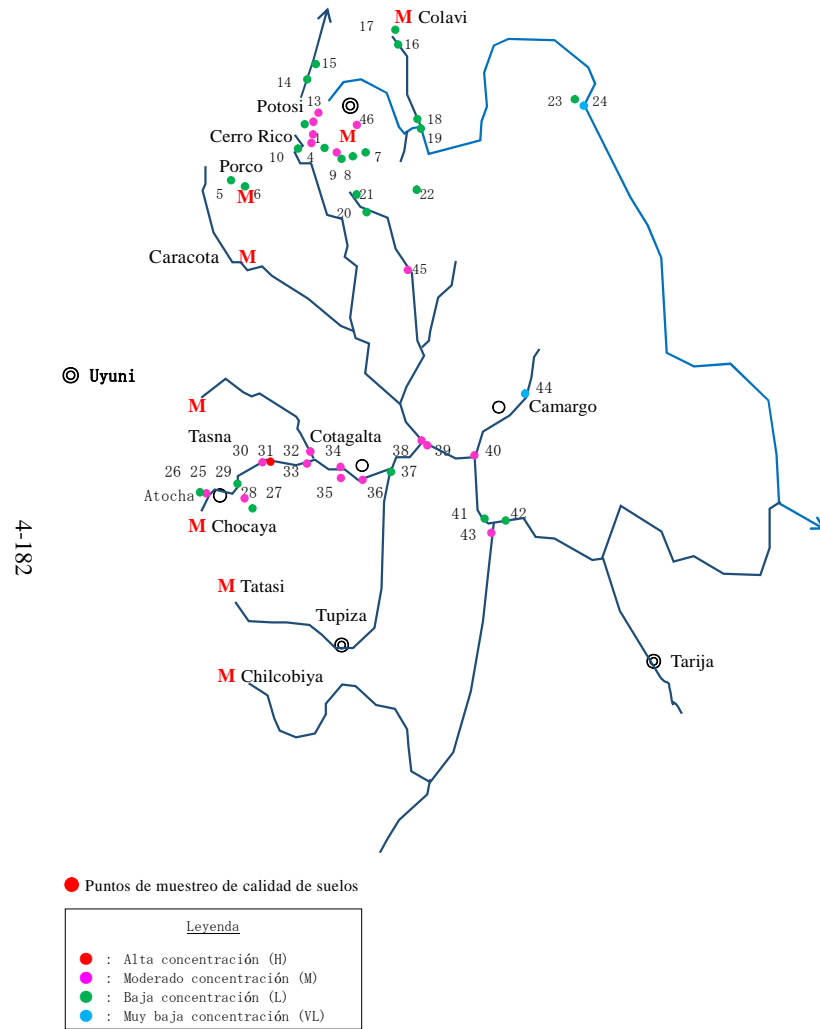 17 M Colavi
16
15
14
13
Potosi
46
18
23 24
Cerro Rico 1 M
19
10 4 7
Porco 9 8
5 6
M
21 22
20
Caracota M
45
Uyuni
44
M
Camargo
Tasna Cotagalta
30 31 32 34 38 39 40
26 25 29 33 37
Atocha 28 27 35 36
M Chocaya
41 42
43
4-182
M Tatasi
Tupiza
Tarija
M Chilcobiya
Puntos de muestreo de calidad de suelos
Leyenda
: Alta concentración (H)
: Moderado concentración (M)
: Baja concentración (L)
: Muy baja concentración (VL)